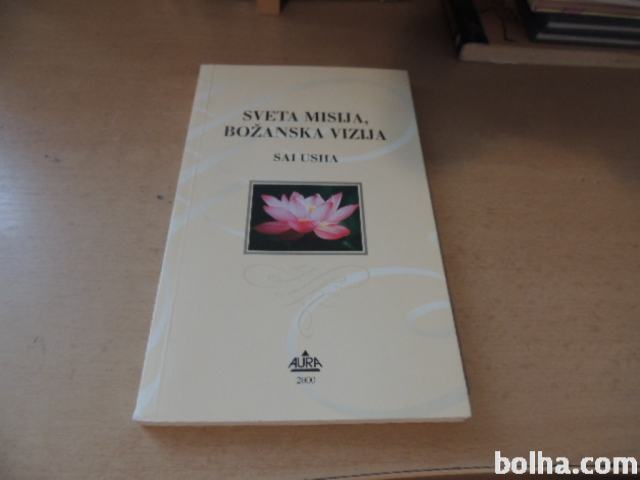 SVETA MISIJA,
BOŽANSKA VIZIJA
SAI USHA
AURA
2000
bolha.com